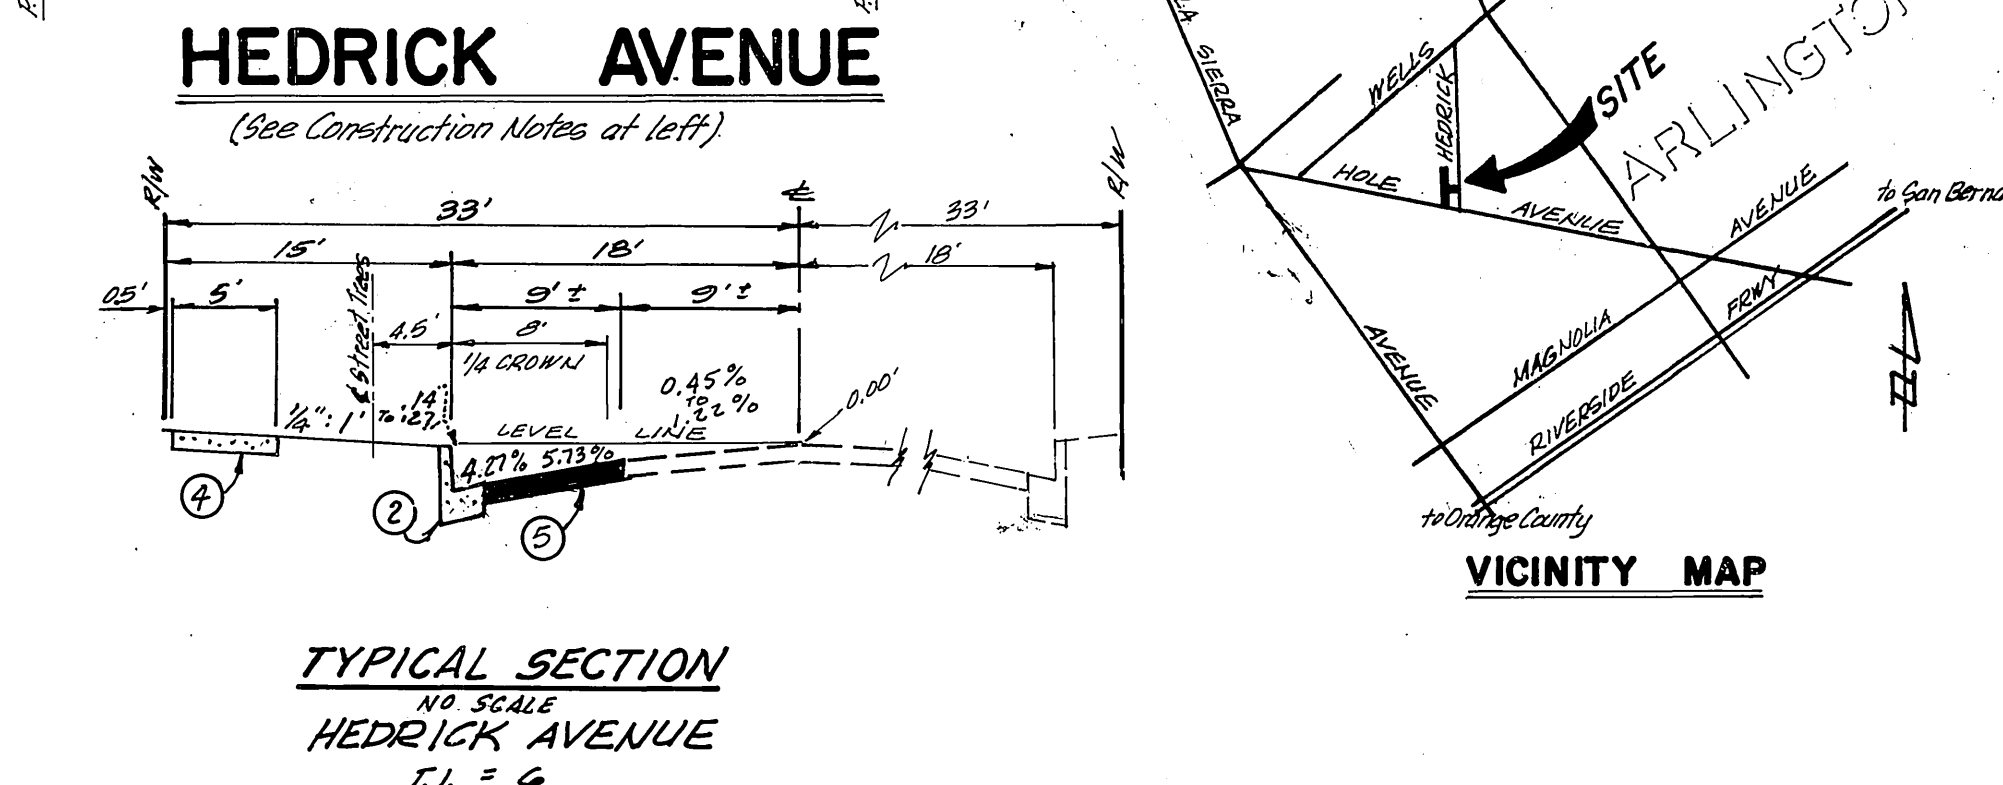 HEDRICK AVENUE
(See Construction Notes at left)
R/W
℄
R/W
33'
33'
15'
18'
18'
0.5'
5'
9' ±
9' ±
℄ Street Trees
4.5'
8'
1/4 CROWN
0.45%
TO
1.22%
0.00'
1/4":1'
.14
TO .27
LEVEL LINE
4.27% 5.73%
4
2
5
TYPICAL SECTION
NO SCALE
HEDRICK AVENUE
T.I. = 6
LA SIERRA
AVENUE
WELLS
HEDRICK
SITE
ARLINGTON
HOLE
AVENUE
MAGNOLIA
AVENUE
RIVERSIDE
FRWY
to San Berna
to Orange County
VICINITY MAP